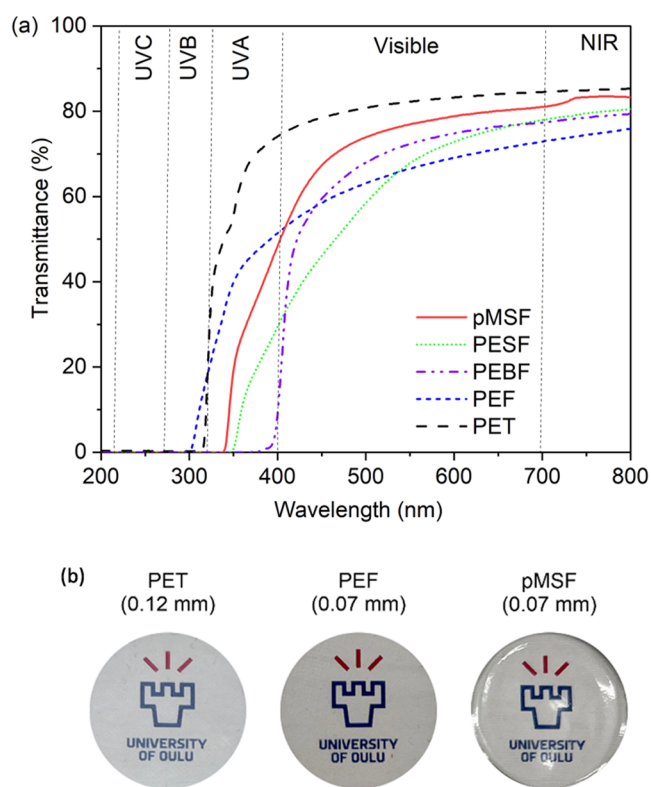 (a)
100
80
60
40
20
0
Transmittance (%)
UVC
UVB
UVA
Visible
NIR
pMSF
PESF
PEBF
PEF
PET
200 300 400 500 600 700 800
Wavelength (nm)
(b)
PET PEF pMSF
(0.12 mm) (0.07 mm) (0.07 mm)
UNIVERSITY UNIVERSITY UNIVERSITY
OF OULU OF OULU OF OULU